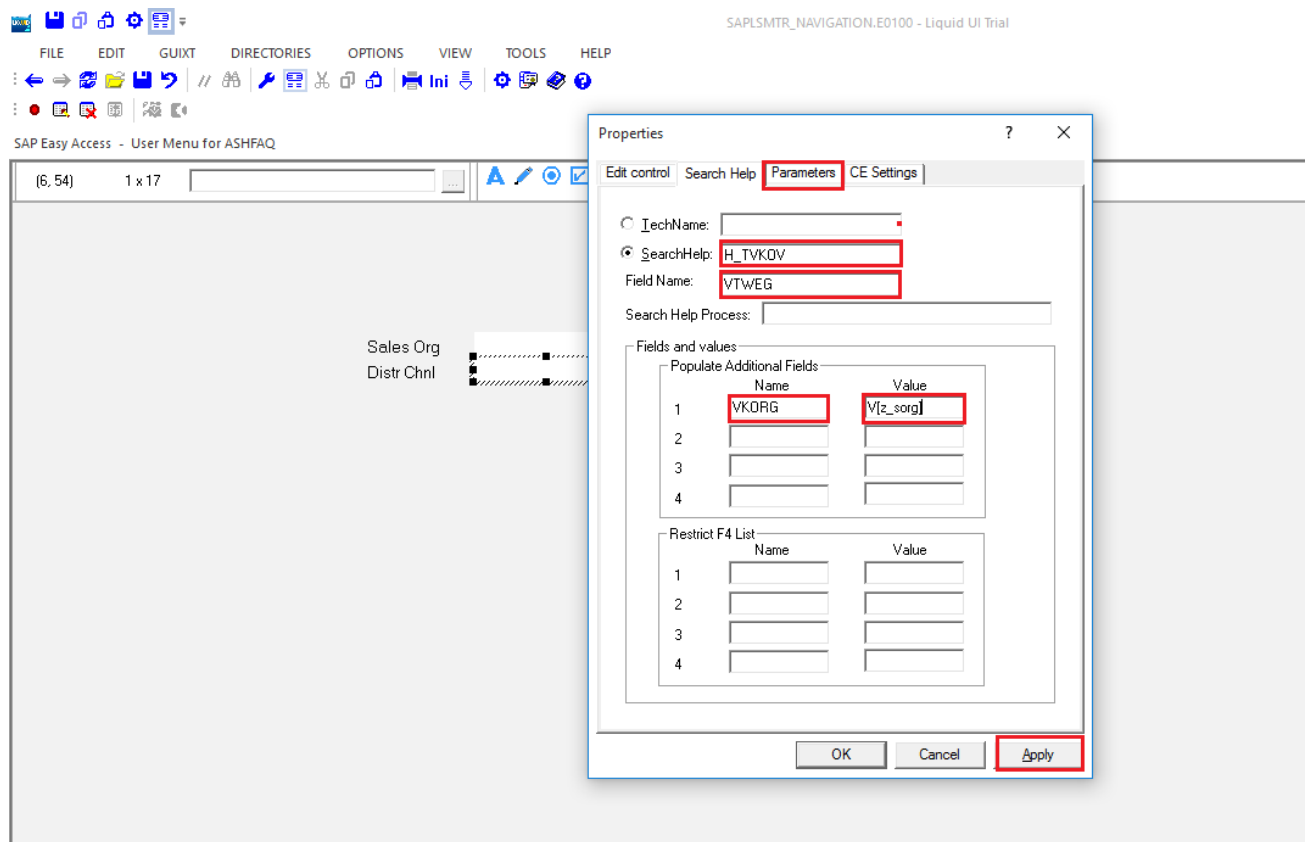 SAPLSMTR_NAVIGATION.E0100 - Liquid UI Trial
FILE EDIT GUIXT DIRECTORIES OPTIONS VIEW TOOLS HELP
Ini
SAP Easy Access - User Menu for ASHFAQ
(6, 54) 1 x 17 ... A
Sales Org
Distr Chnl
Properties ?
Edit control Search Help Parameters CE Settings
TechName:
SearchHelp: H_TVKOV
Field Name: VTWEG
Search Help Process:
Fields and values
Populate Additional Fields
Name Value
1 VKORG V[z_sorg]
2
3
4
Restrict F4 List
Name Value
1
2
3
4
OK Cancel Apply